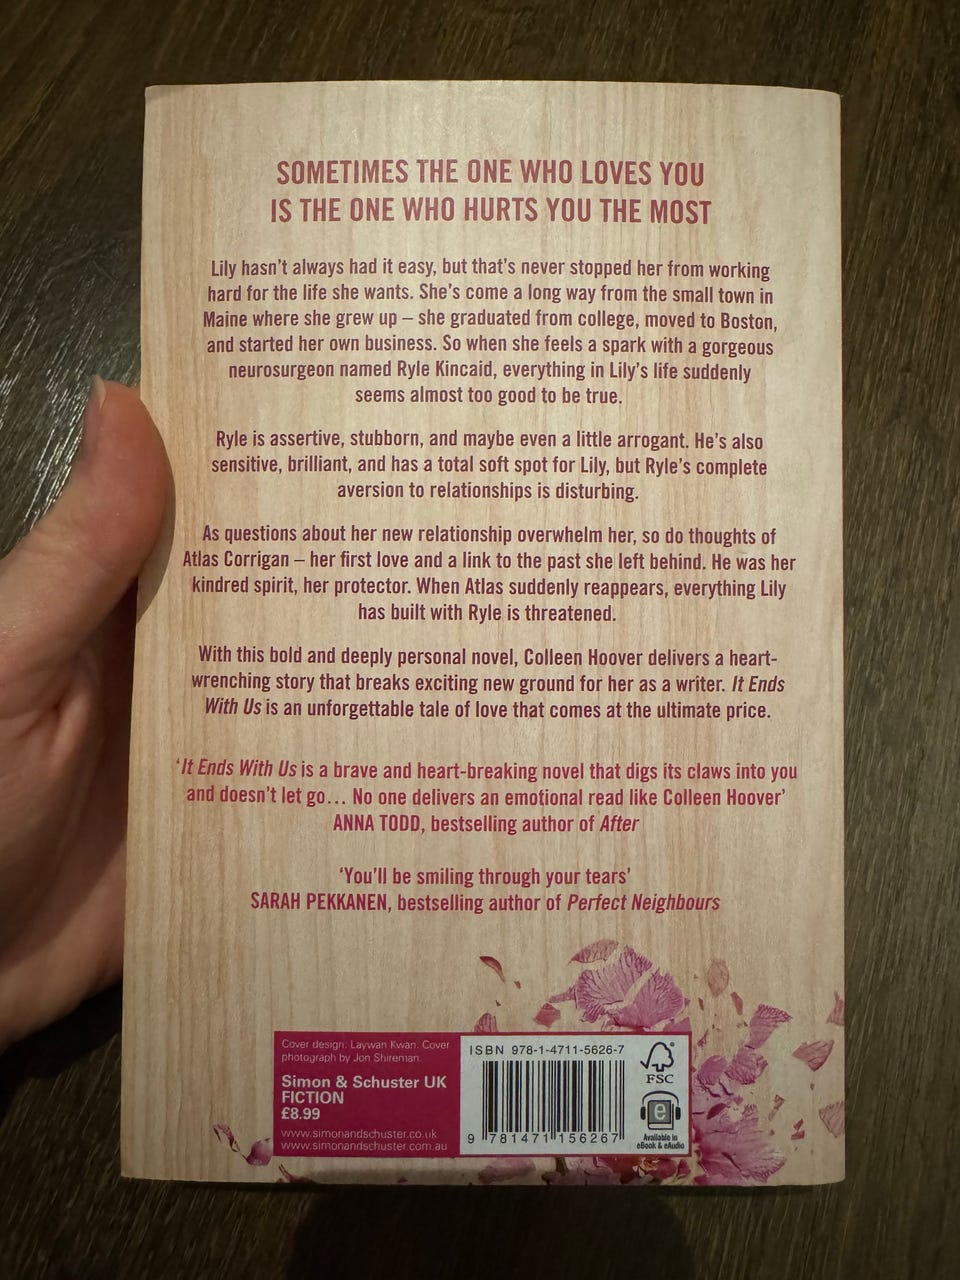 SOMETIMES THE ONE WHO LOVES YOU
IS THE ONE WHO HURTS YOU THE MOST
Lily hasn't always had it easy, but that's never stopped her from working
hard for the life she wants. She's come a long way from the small town in
Maine where she grew up – she graduated from college, moved to Boston,
and started her own business. So when she feels a spark with a gorgeous
neurosurgeon named Ryle Kincaid, everything in Lily's life suddenly
seems almost too good to be true.
Ryle is assertive, stubborn, and maybe even a little arrogant. He's also
sensitive, brilliant, and has a total soft spot for Lily, but Ryle's complete
aversion to relationships is disturbing.
As questions about her new relationship overwhelm her, so do thoughts of
Atlas Corrigan – her first love and a link to the past she left behind. He was her
kindred spirit, her protector. When Atlas suddenly reappears, everything Lily
has built with Ryle is threatened.
With this bold and deeply personal novel, Colleen Hoover delivers a heart-
wrenching story that breaks exciting new ground for her as a writer. It Ends
With Us is an unforgettable tale of love that comes at the ultimate price.
'It Ends With Us is a brave and heart-breaking novel that digs its claws into you
and doesn't let go… No one delivers an emotional read like Colleen Hoover'
ANNA TODD, bestselling author of After
'You'll be smiling through your tears'
SARAH PEKKANEN, bestselling author of Perfect Neighbours
Cover design: Laywan Kwan. Cover
photograph by Jon Shireman.
Simon & Schuster UK
FICTION
£8.99
www.simonandschuster.co.uk
www.simonandschuster.com.au
ISBN 978-1-4711-5626-7
9 781471 156267
FSC
e
Available in
eBook & eAudio